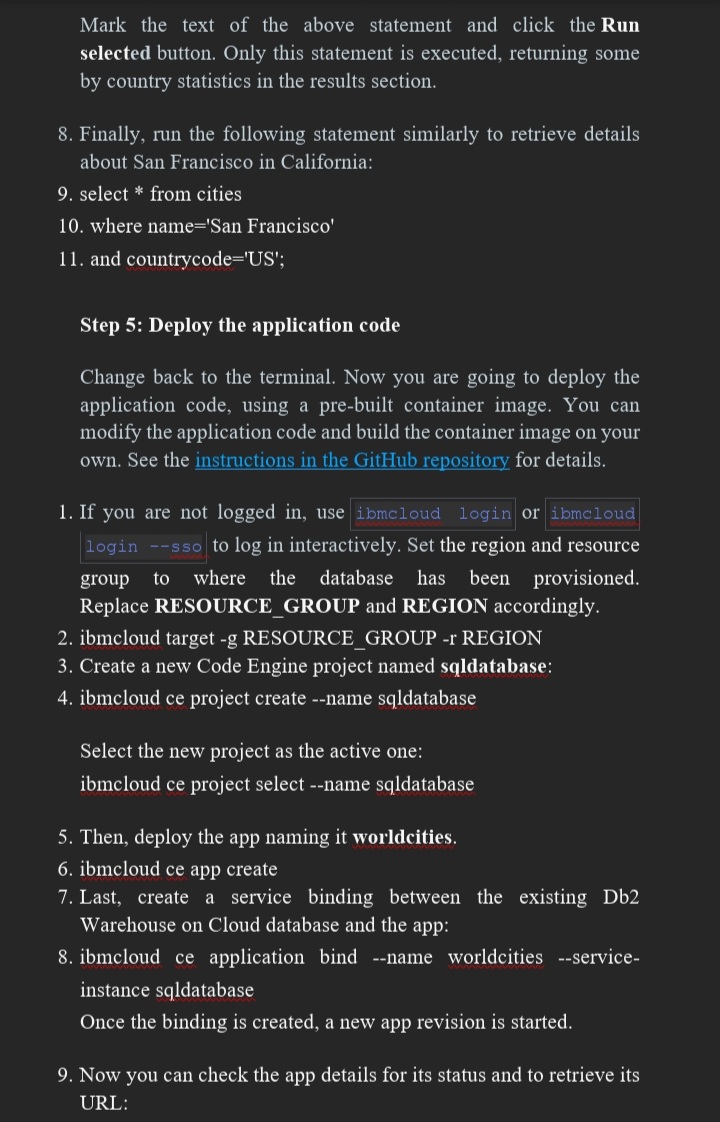 Mark the text of the above statement and click the Run
selected button. Only this statement is executed, returning some
by country statistics in the results section.
8. Finally, run the following statement similarly to retrieve details
about San Francisco in California:
9. select * from cities
10. where name='San Francisco'
11. and countrycode='US';
Step 5: Deploy the application code
Change back to the terminal. Now you are going to deploy the
application code, using a pre-built container image. You can
modify the application code and build the container image on your
own. See the instructions in the GitHub repository for details.
1. If you are not logged in, use ibmcloud login or ibmcloud
login --sso to log in interactively. Set the region and resource
group to where the database has been provisioned.
Replace RESOURCE_GROUP and REGION accordingly.
2. ibmcloud target -g RESOURCE_GROUP -r REGION
3. Create a new Code Engine project named sqldatabase:
4. ibmcloud ce project create --name sqldatabase
Select the new project as the active one:
ibmcloud ce project select --name sqldatabase
5. Then, deploy the app naming it worldcities.
6. ibmcloud ce app create
7. Last, create a service binding between the existing Db2
Warehouse on Cloud database and the app:
8. ibmcloud ce application bind --name worldcities --service-
instance sqldatabase
Once the binding is created, a new app revision is started.
9. Now you can check the app details for its status and to retrieve its
URL: